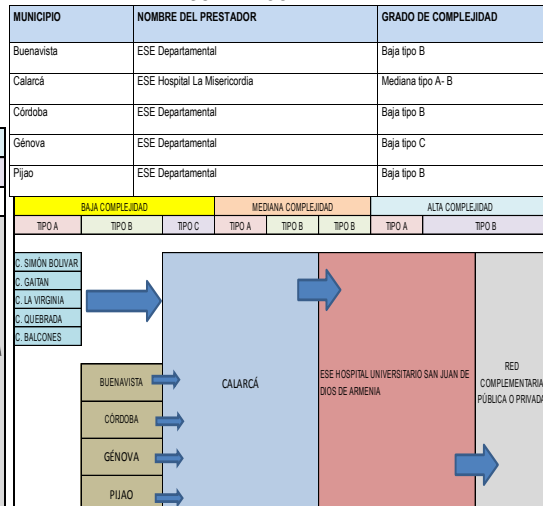 MUNICIPIO NOMBRE DEL PRESTADOR GRADO DE COMPLEJIDAD
Buenavista ESE Departamental Baja tipo B
Calarcá ESE Hospital La Misericordia Mediana tipo A- B
Córdoba ESE Departamental Baja tipo B
Génova ESE Departamental Baja tipo C
Pijao ESE Departamental Baja tipo B
BAJA COMPLEJIDAD MEDIANA COMPLEJIDAD ALTA COMPLEJIDAD
TIPO A TIPO B TIPO C TIPO A TIPO B TIPO B TIPO A TIPO B
C. SIMÓN BOLIVAR
C. GAITAN
C. LA VIRGINIA
C. QUEBRADA
C. BALCONES
BUENAVISTA
CÓRDOBA
GÉNOVA
PIJAO
CALARCÁ
ESE HOSPITAL UNIVERSITARIO SAN JUAN DE
DIOS DE ARMENIA
RED
COMPLEMENTARIA
PÚBLICA O PRIVADA